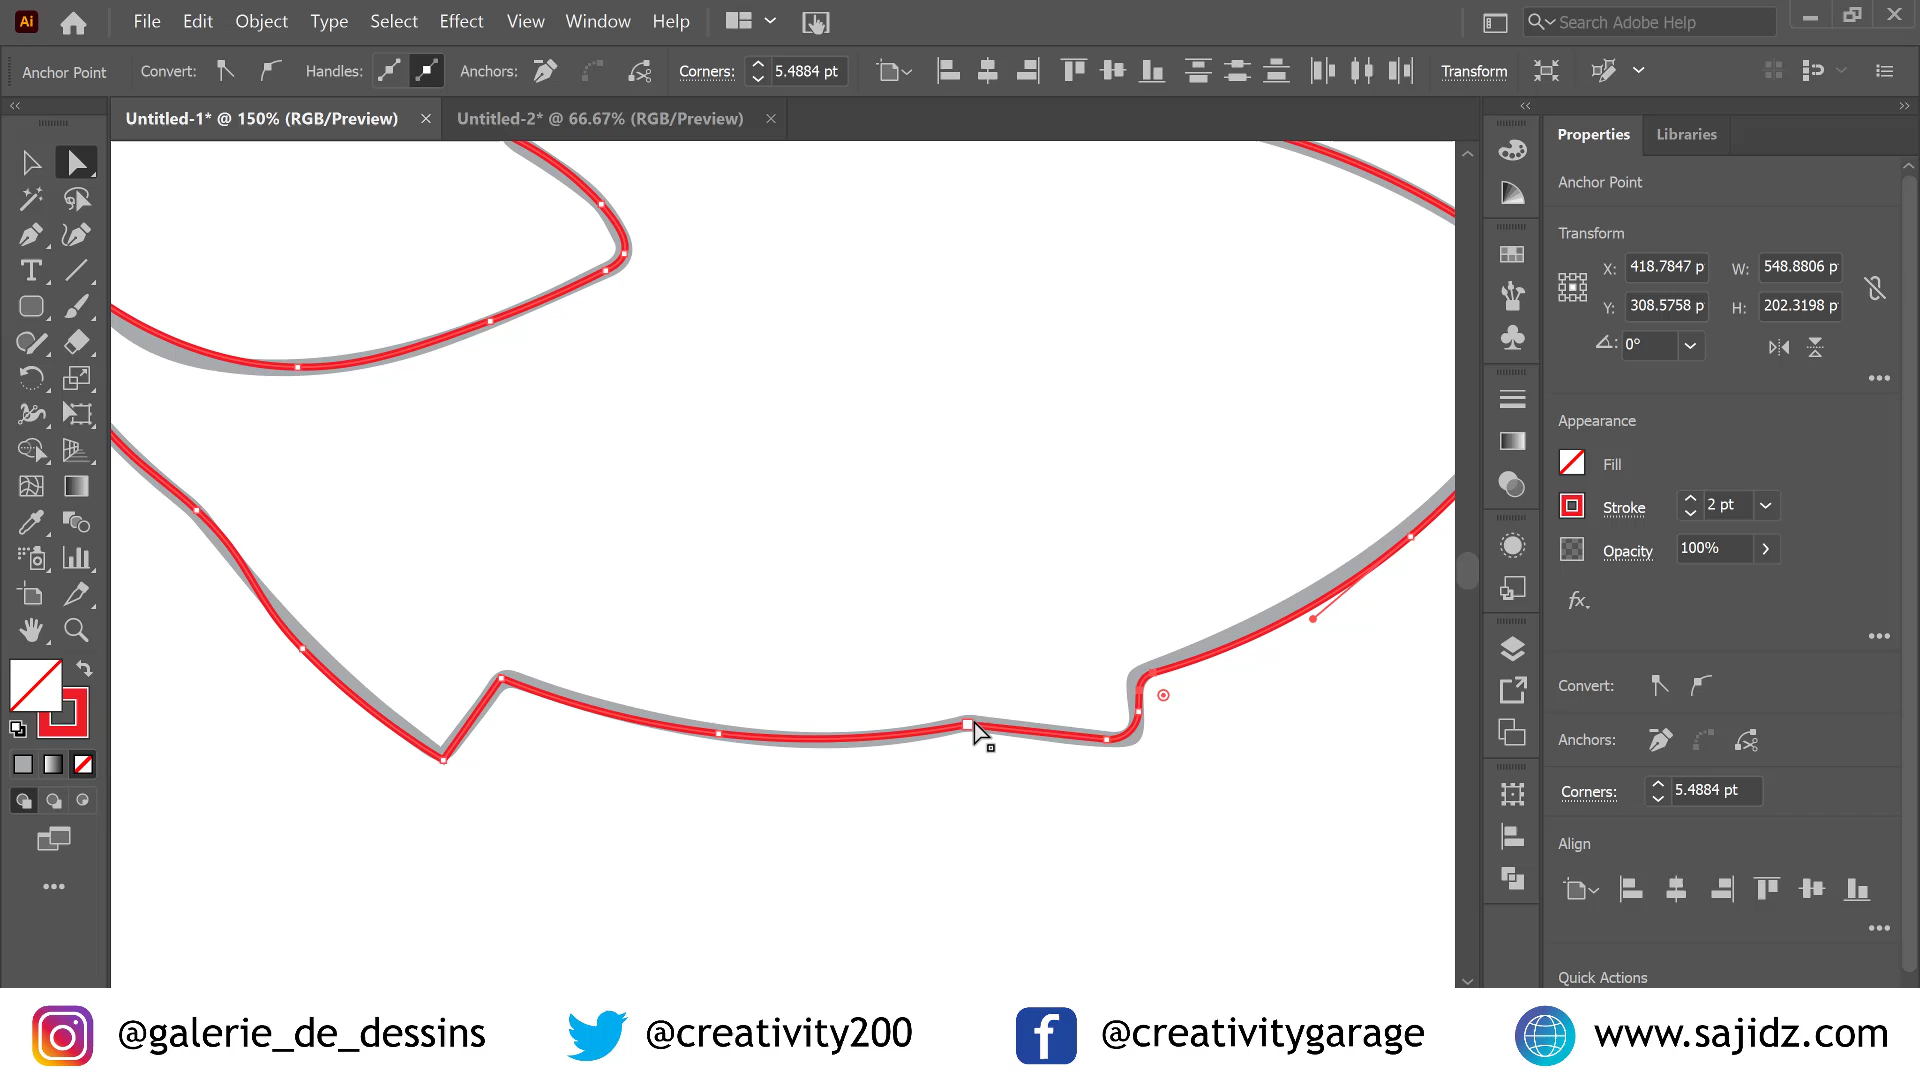 Ai File Edit Object Type Select Effect View Window Help Search Adobe Help
Anchor Point Convert: Handles: Anchors: Corners: 5.4884 pt Transform
Untitled-1* @ 150% (RGB/Preview) × Untitled-2* @ 66.67% (RGB/Preview) ×
Properties Libraries
Anchor Point
Transform
X: 418.7847 p W: 548.8806 p
Y: 308.5758 p H: 202.3198 p
0°
Appearance
Fill
Stroke 2 pt
Opacity 100%
fx.
Convert:
Anchors:
Corners: 5.4884 pt
Align
Quick Actions
@galerie_de_dessins @creativity200 @creativitygarage www.sajidz.com